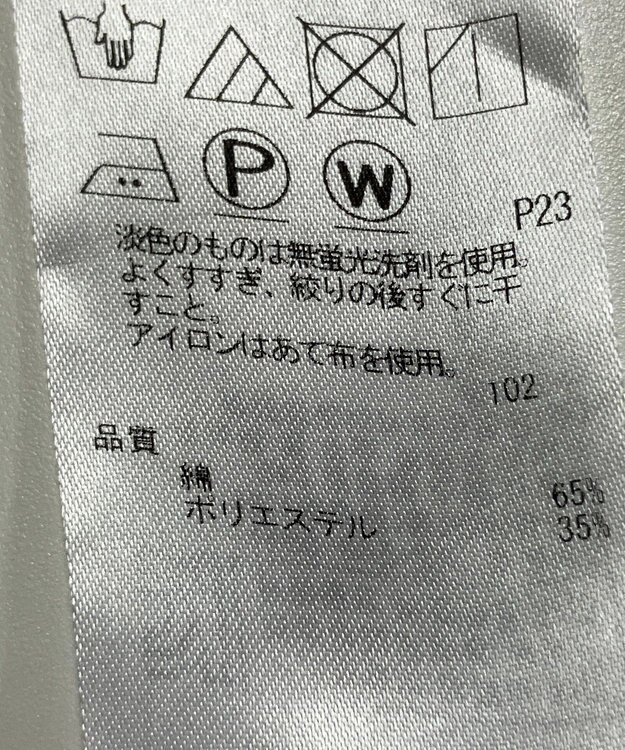 P
W
P23
淡色のものは無蛍光洗剤を使用。
よくすすぎ、絞りの後すぐに干
すこと。
アイロンはあて布を使用。
102
品質
綿 65%
ポリエステル 35%